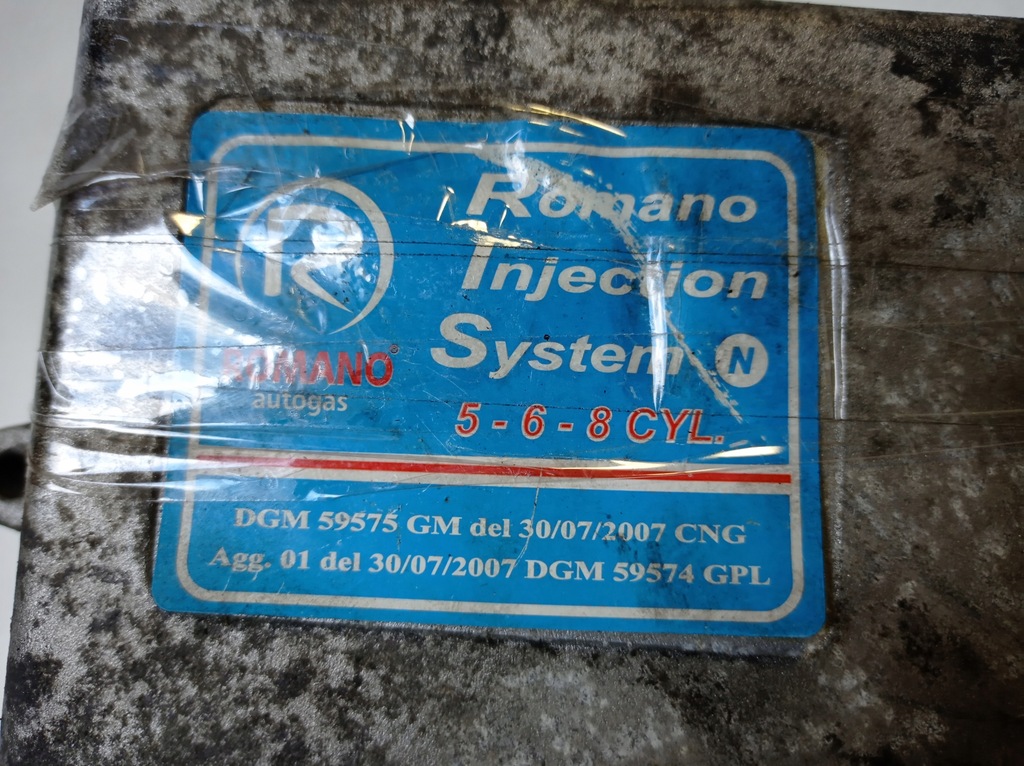 R
ROMANO®
autogas
Romano
Injection
System N
5 - 6 - 8 CYL.
DGM 59575 GM del 30/07/2007 CNG
Agg. 01 del 30/07/2007 DGM 59574 GPL